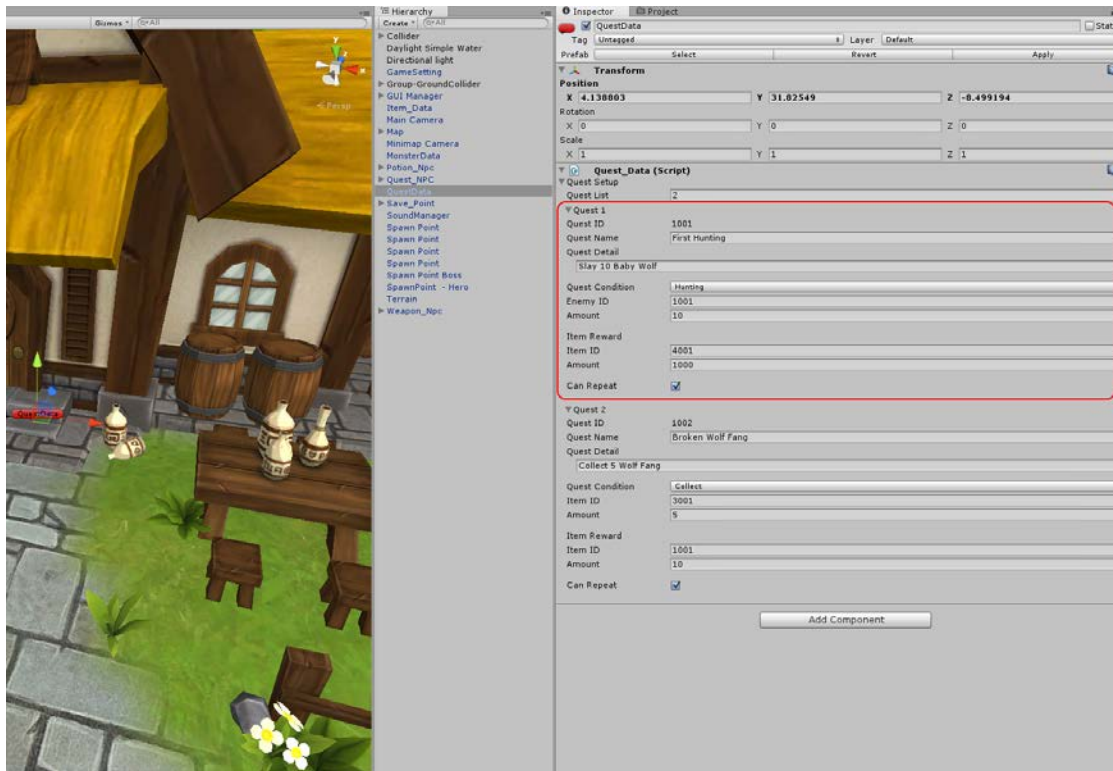 Gizmos
All
Persp
QuestData
Hierarchy
Create
All
Collider
Daylight Simple Water
Directional light
GameSetting
Group-GroundCollider
GUI Manager
Item_Data
Main Camera
Map
Minimap Camera
MonsterData
Potion_Npc
Quest_NPC
QuestData
Save_Point
SoundManager
Spawn Point
Spawn Point
Spawn Point
Spawn Point
Spawn Point Boss
SpawnPoint - Hero
Terrain
Weapon_Npc
Inspector Project
QuestData Stat
Tag Untagged Layer Default
Prefab Select Revert Apply
Transform
Position
X 4.138803 Y 31.82549 Z -8.499194
Rotation
X 0 Y 0 Z 0
Scale
X 1 Y 1 Z 1
Quest_Data (Script)
Quest Setup
Quest List 2
Quest 1
Quest ID 1001
Quest Name First Hunting
Quest Detail
Slay 10 Baby Wolf
Quest Condition Hunting
Enemy ID 1001
Amount 10
Item Reward
Item ID 4001
Amount 1000
Can Repeat
Quest 2
Quest ID 1002
Quest Name Broken Wolf Fang
Quest Detail
Collect 5 Wolf Fang
Quest Condition Collect
Item ID 3001
Amount 5
Item Reward
Item ID 1001
Amount 10
Can Repeat
Add Component